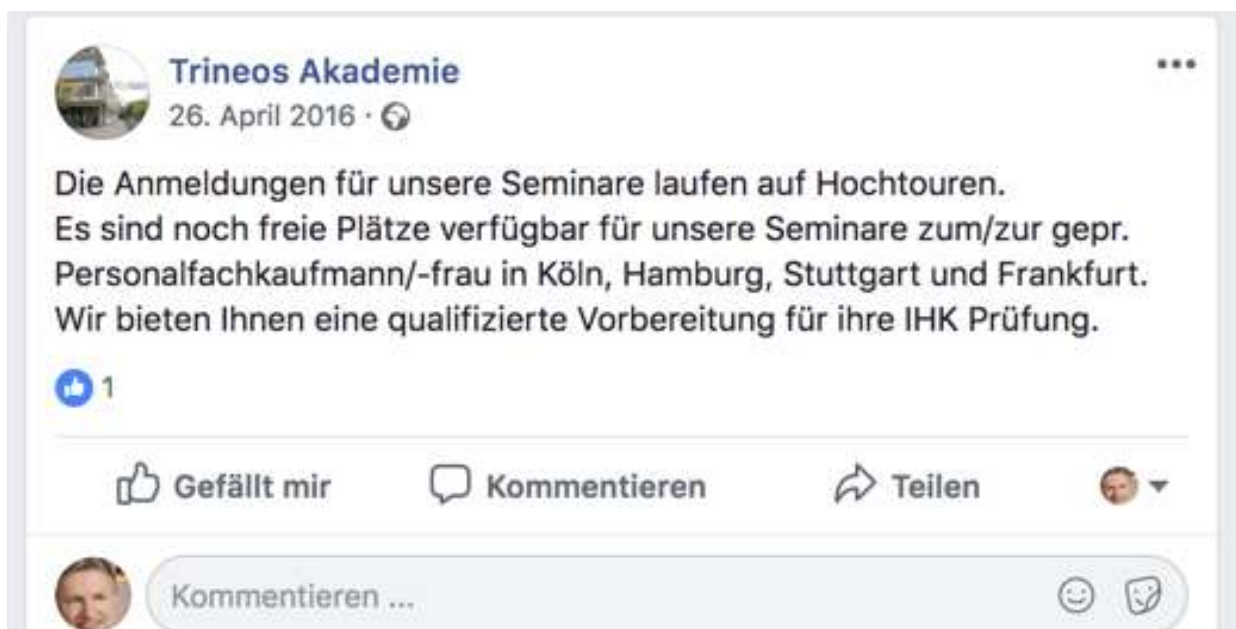 Trineos Akademie
26. April 2016 ·
Die Anmeldungen für unsere Seminare laufen auf Hochtouren.
Es sind noch freie Plätze verfügbar für unsere Seminare zum/zur gepr.
Personalfachkaufmann/-frau in Köln, Hamburg, Stuttgart und Frankfurt.
Wir bieten Ihnen eine qualifizierte Vorbereitung für ihre IHK Prüfung.
1
Gefällt mir Kommentieren Teilen
Kommentieren ...